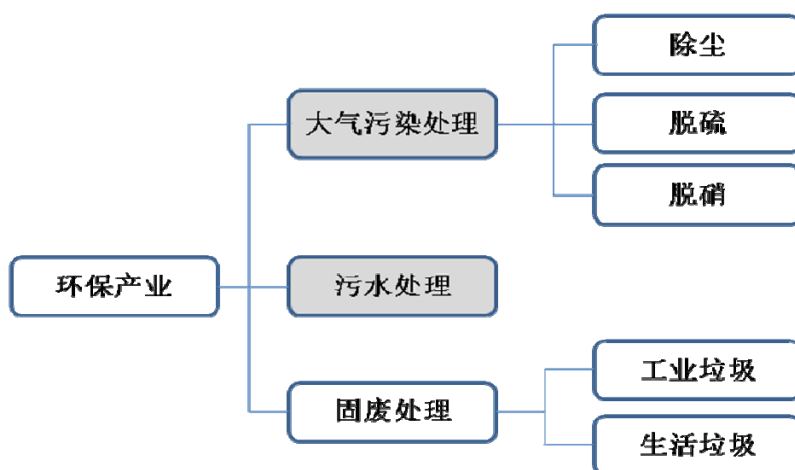 除尘
大气污染处理
脱硫
脱硝
环保产业
污水处理
工业垃圾
固废处理
生活垃圾